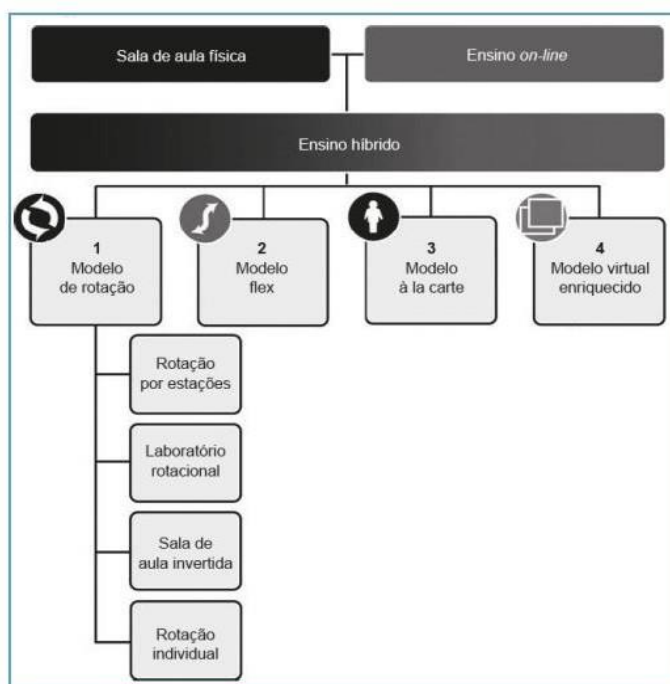 Sala de aula física
Ensino on-line
Ensino híbrido
1
Modelo
de rotação
2
Modelo
flex
3
Modelo
à la carte
4
Modelo virtual
enriquecido
Rotação
por estações
Laboratório
rotacional
Sala de
aula invertida
Rotação
individual